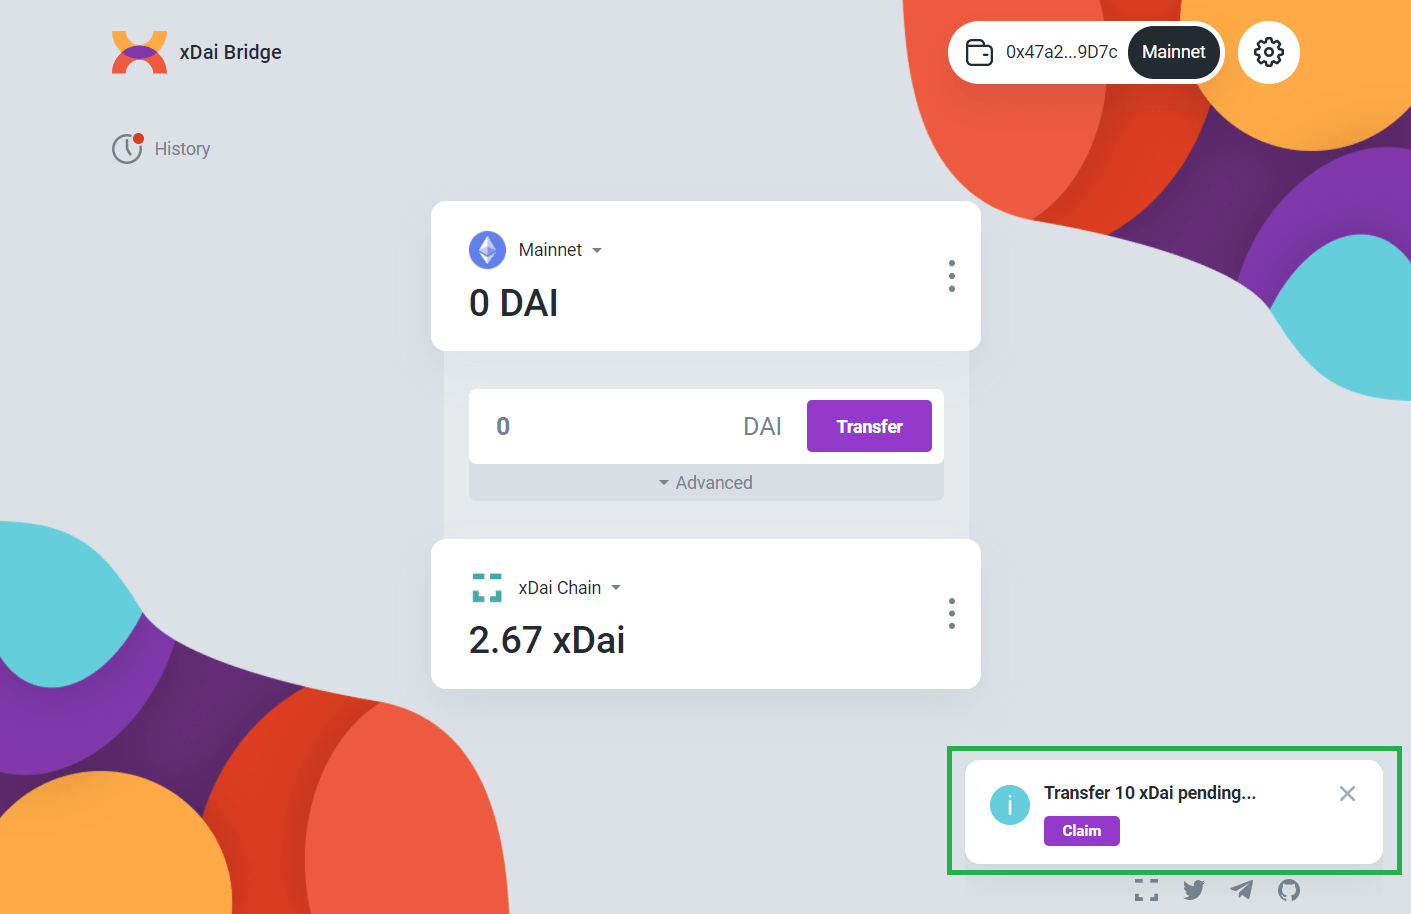 xDai Bridge
0x47a2...9D7c
Mainnet
History
Mainnet
0 DAI
0
DAI
Transfer
Advanced
xDai Chain
2.67 xDai
Transfer 10 xDai pending...
Claim